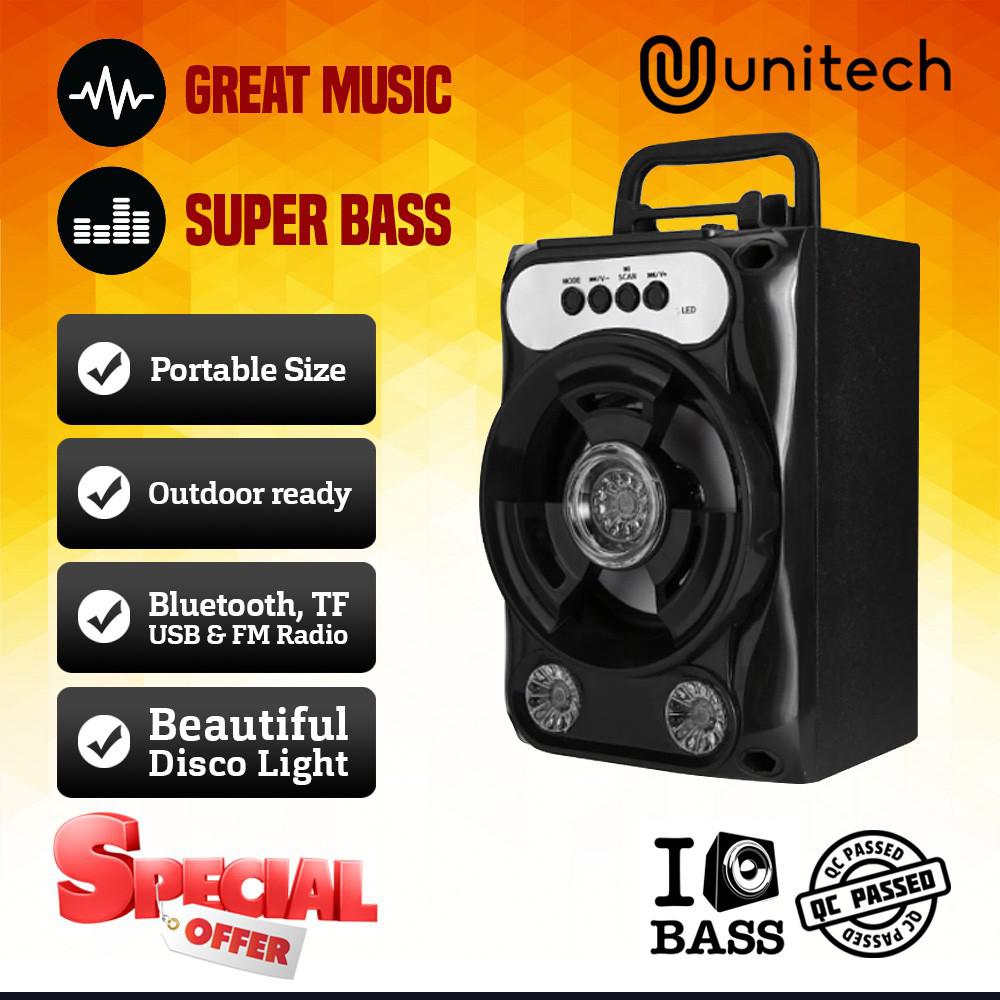 GREAT MUSIC
SUPER BASS
unitech
MODE
⏮/V-
⏯
SCAN
⏭/V+
LED
Portable Size
Outdoor ready
Bluetooth, TF
USB & FM Radio
Beautiful
Disco Light
SPECIAL
OFFER
I
BASS
QC PASSED
QC PASSED
QC PASSED